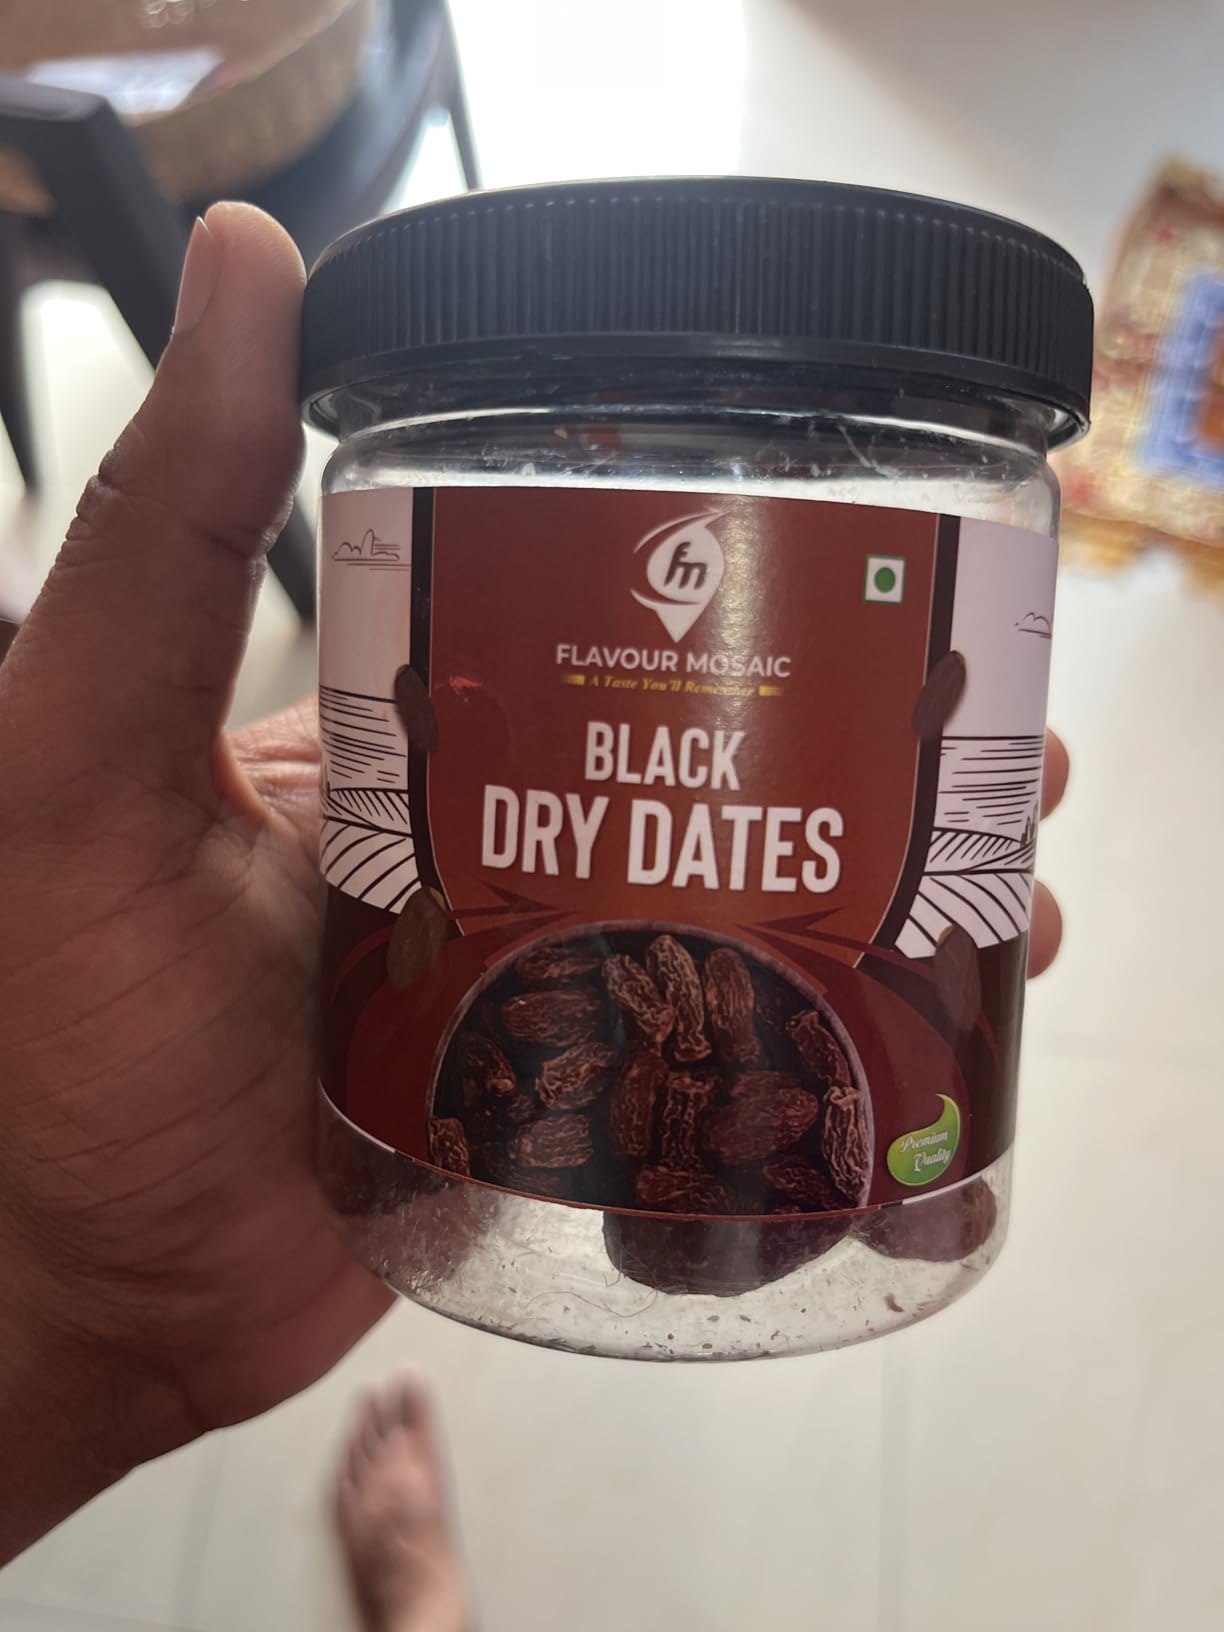 fm
FLAVOUR MOSAIC
A Taste You'll Remember
BLACK
DRY DATES
Premium
Quality